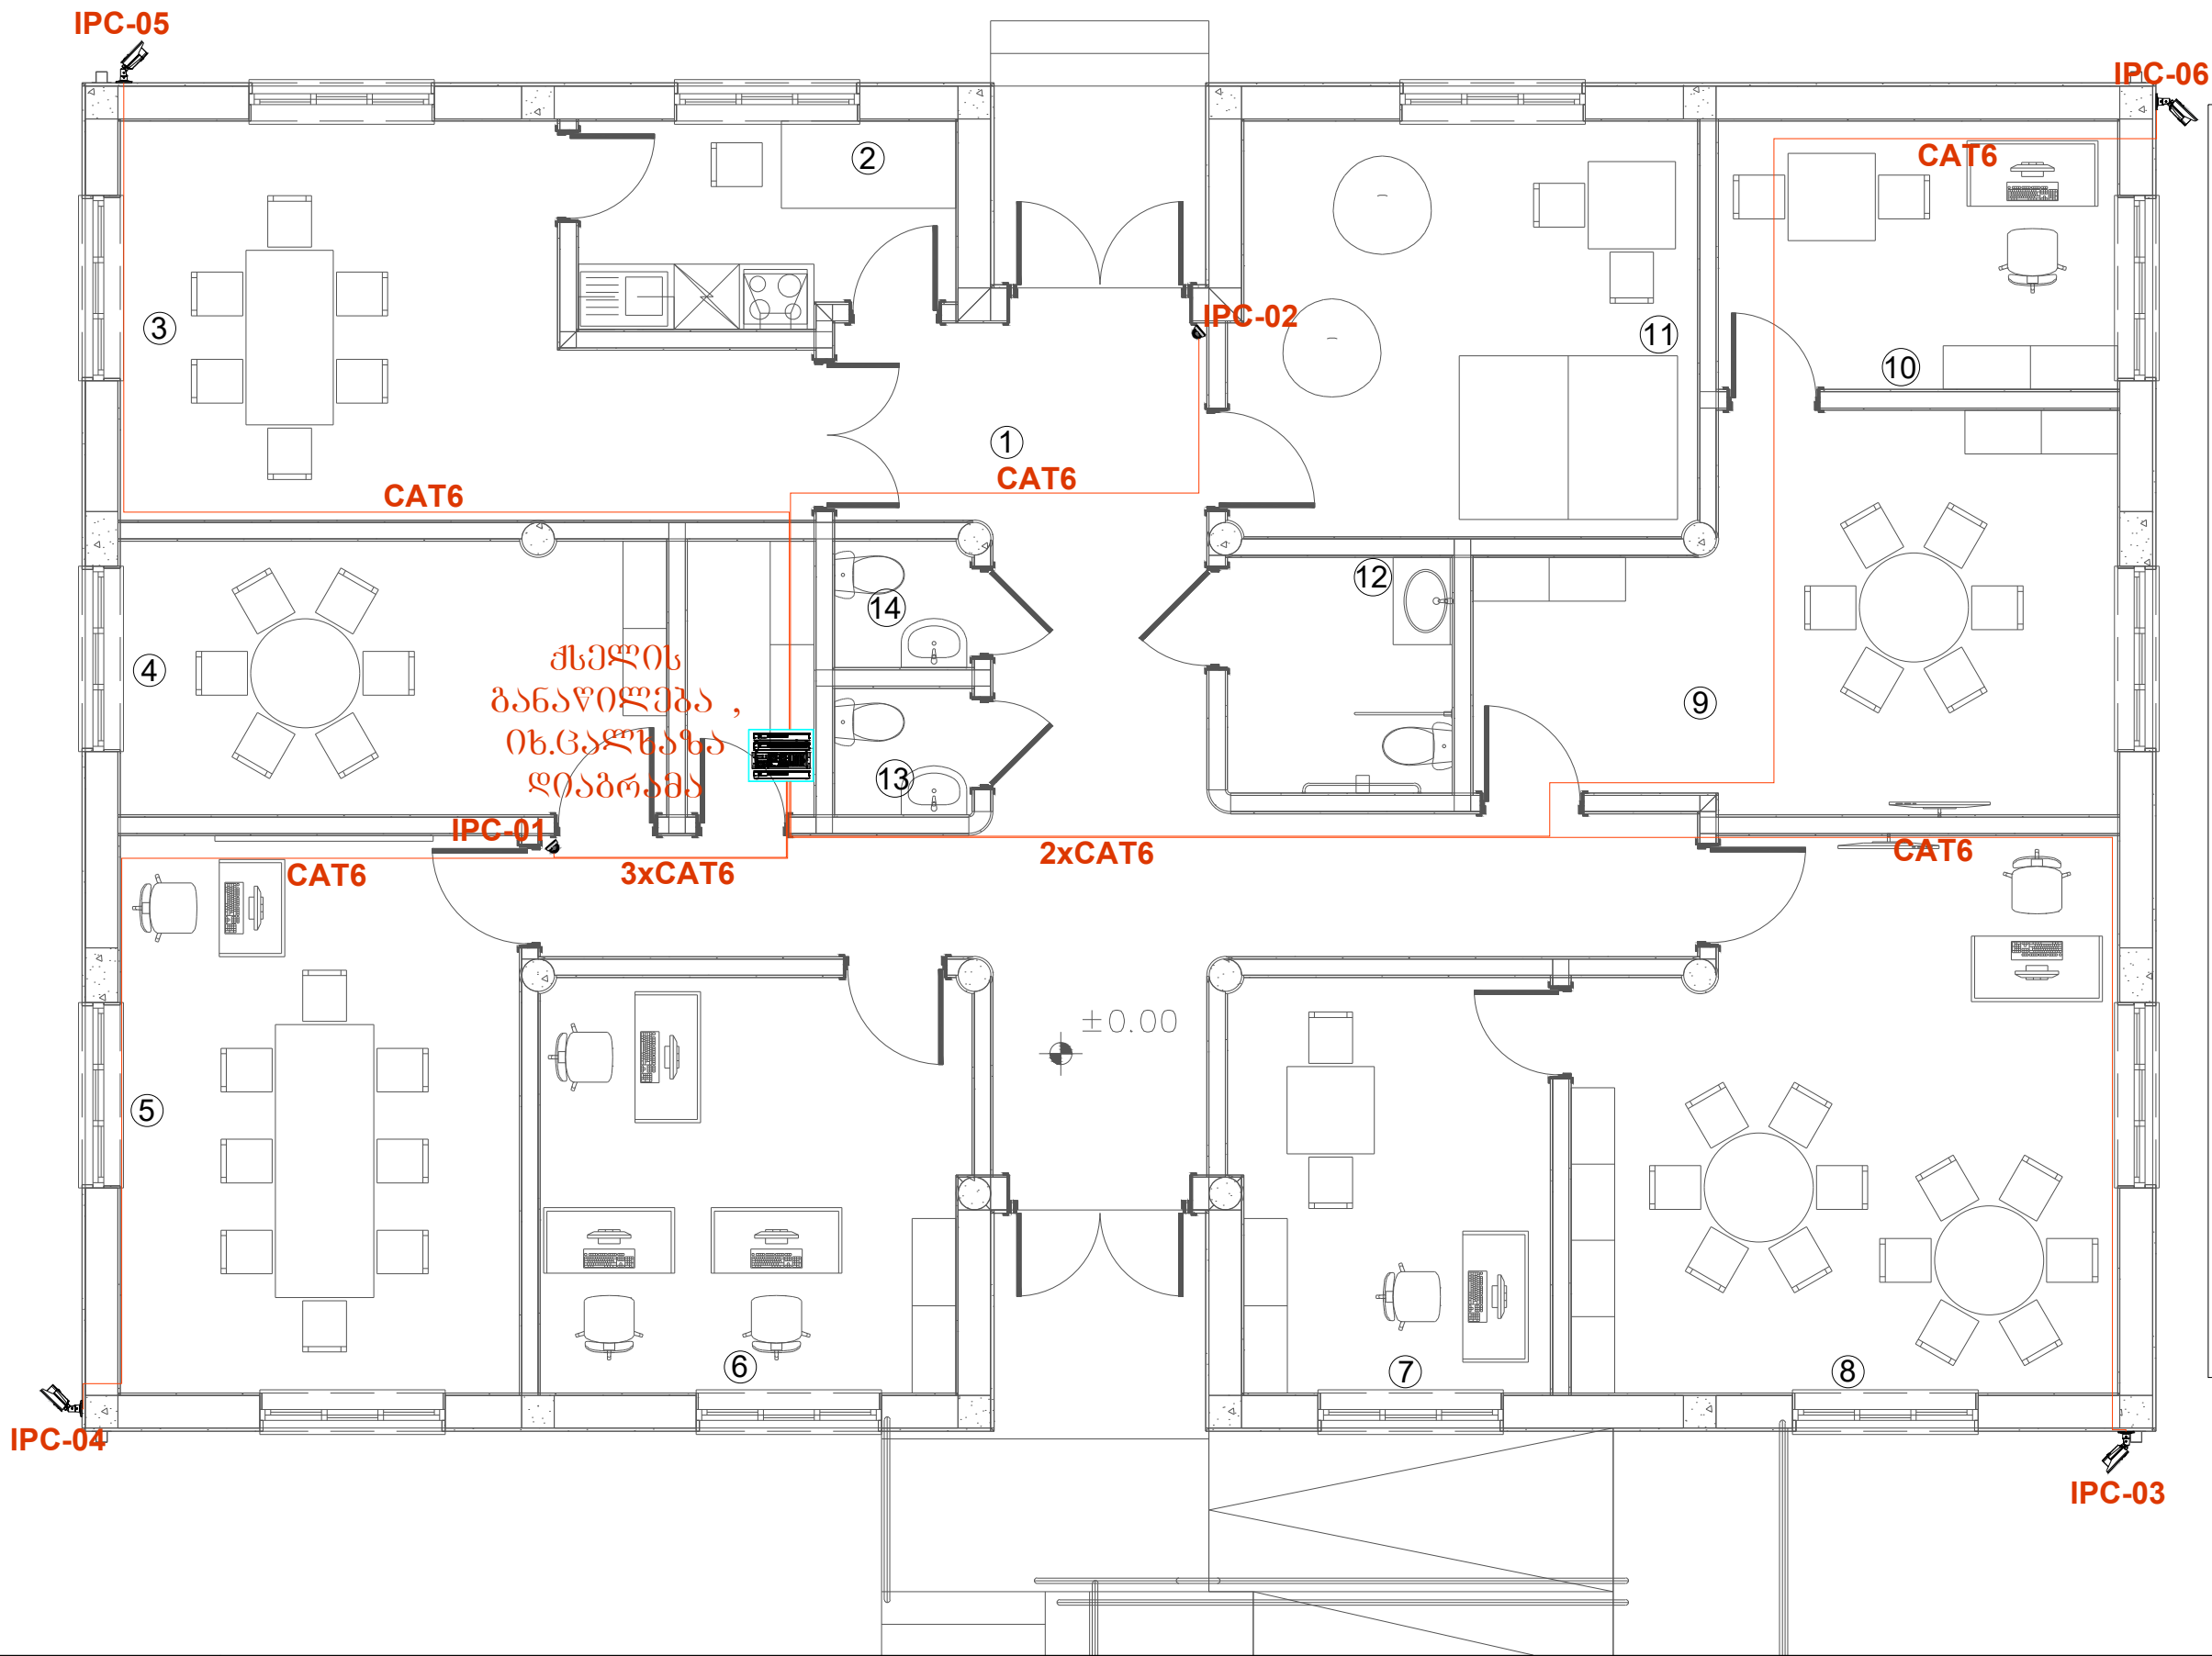 IPC-05
IPC-06
CAT6
2
IPC-02
3
11
10
1
CAT6
CAT6
12
14
ქსელის
4
განაწილება ,
9
იხ.ცალხაზა
13
დიაგრამა
IPC-01
2xCAT6
CAT6
CAT6
3xCAT6
±0.00
5
6
7
8
IPC-04
IPC-03